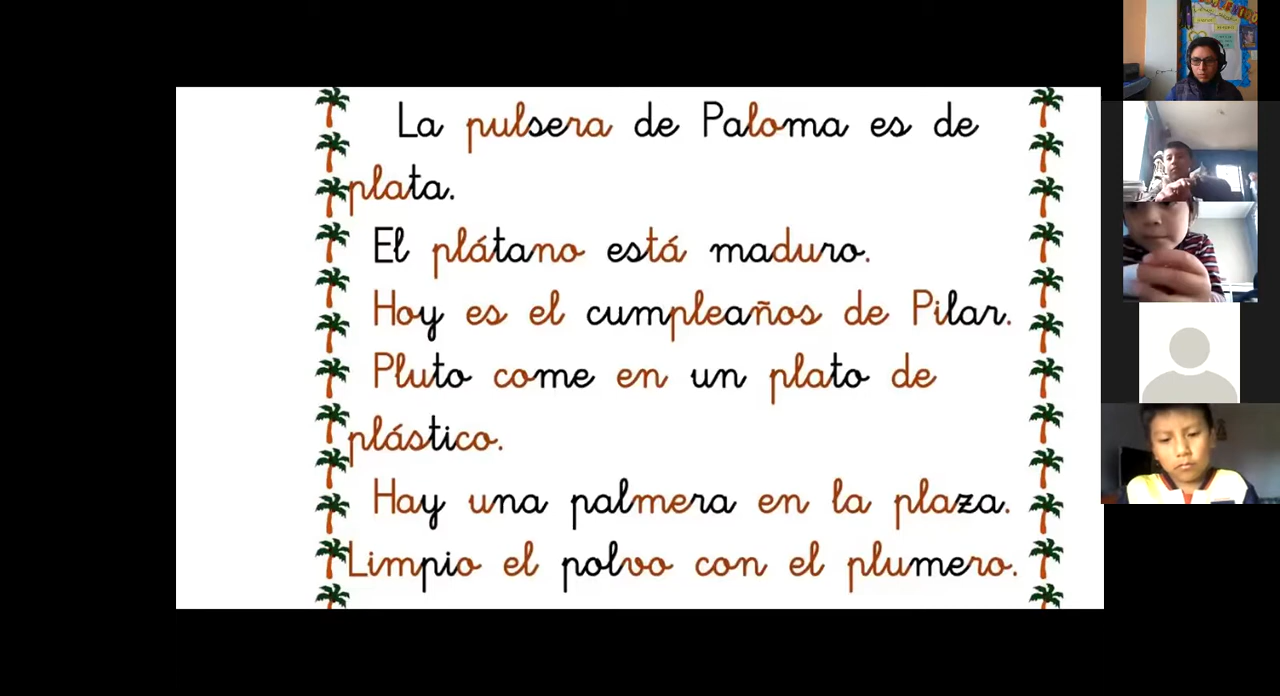 La pulsera de Paloma es de
plata.
El plátano está maduro.
Hoy es el cumpleaños de Pilar.
Pluto come en un plato de
plástico.
Hay una palmera en la plaza.
Limpio el polvo con el plumero.